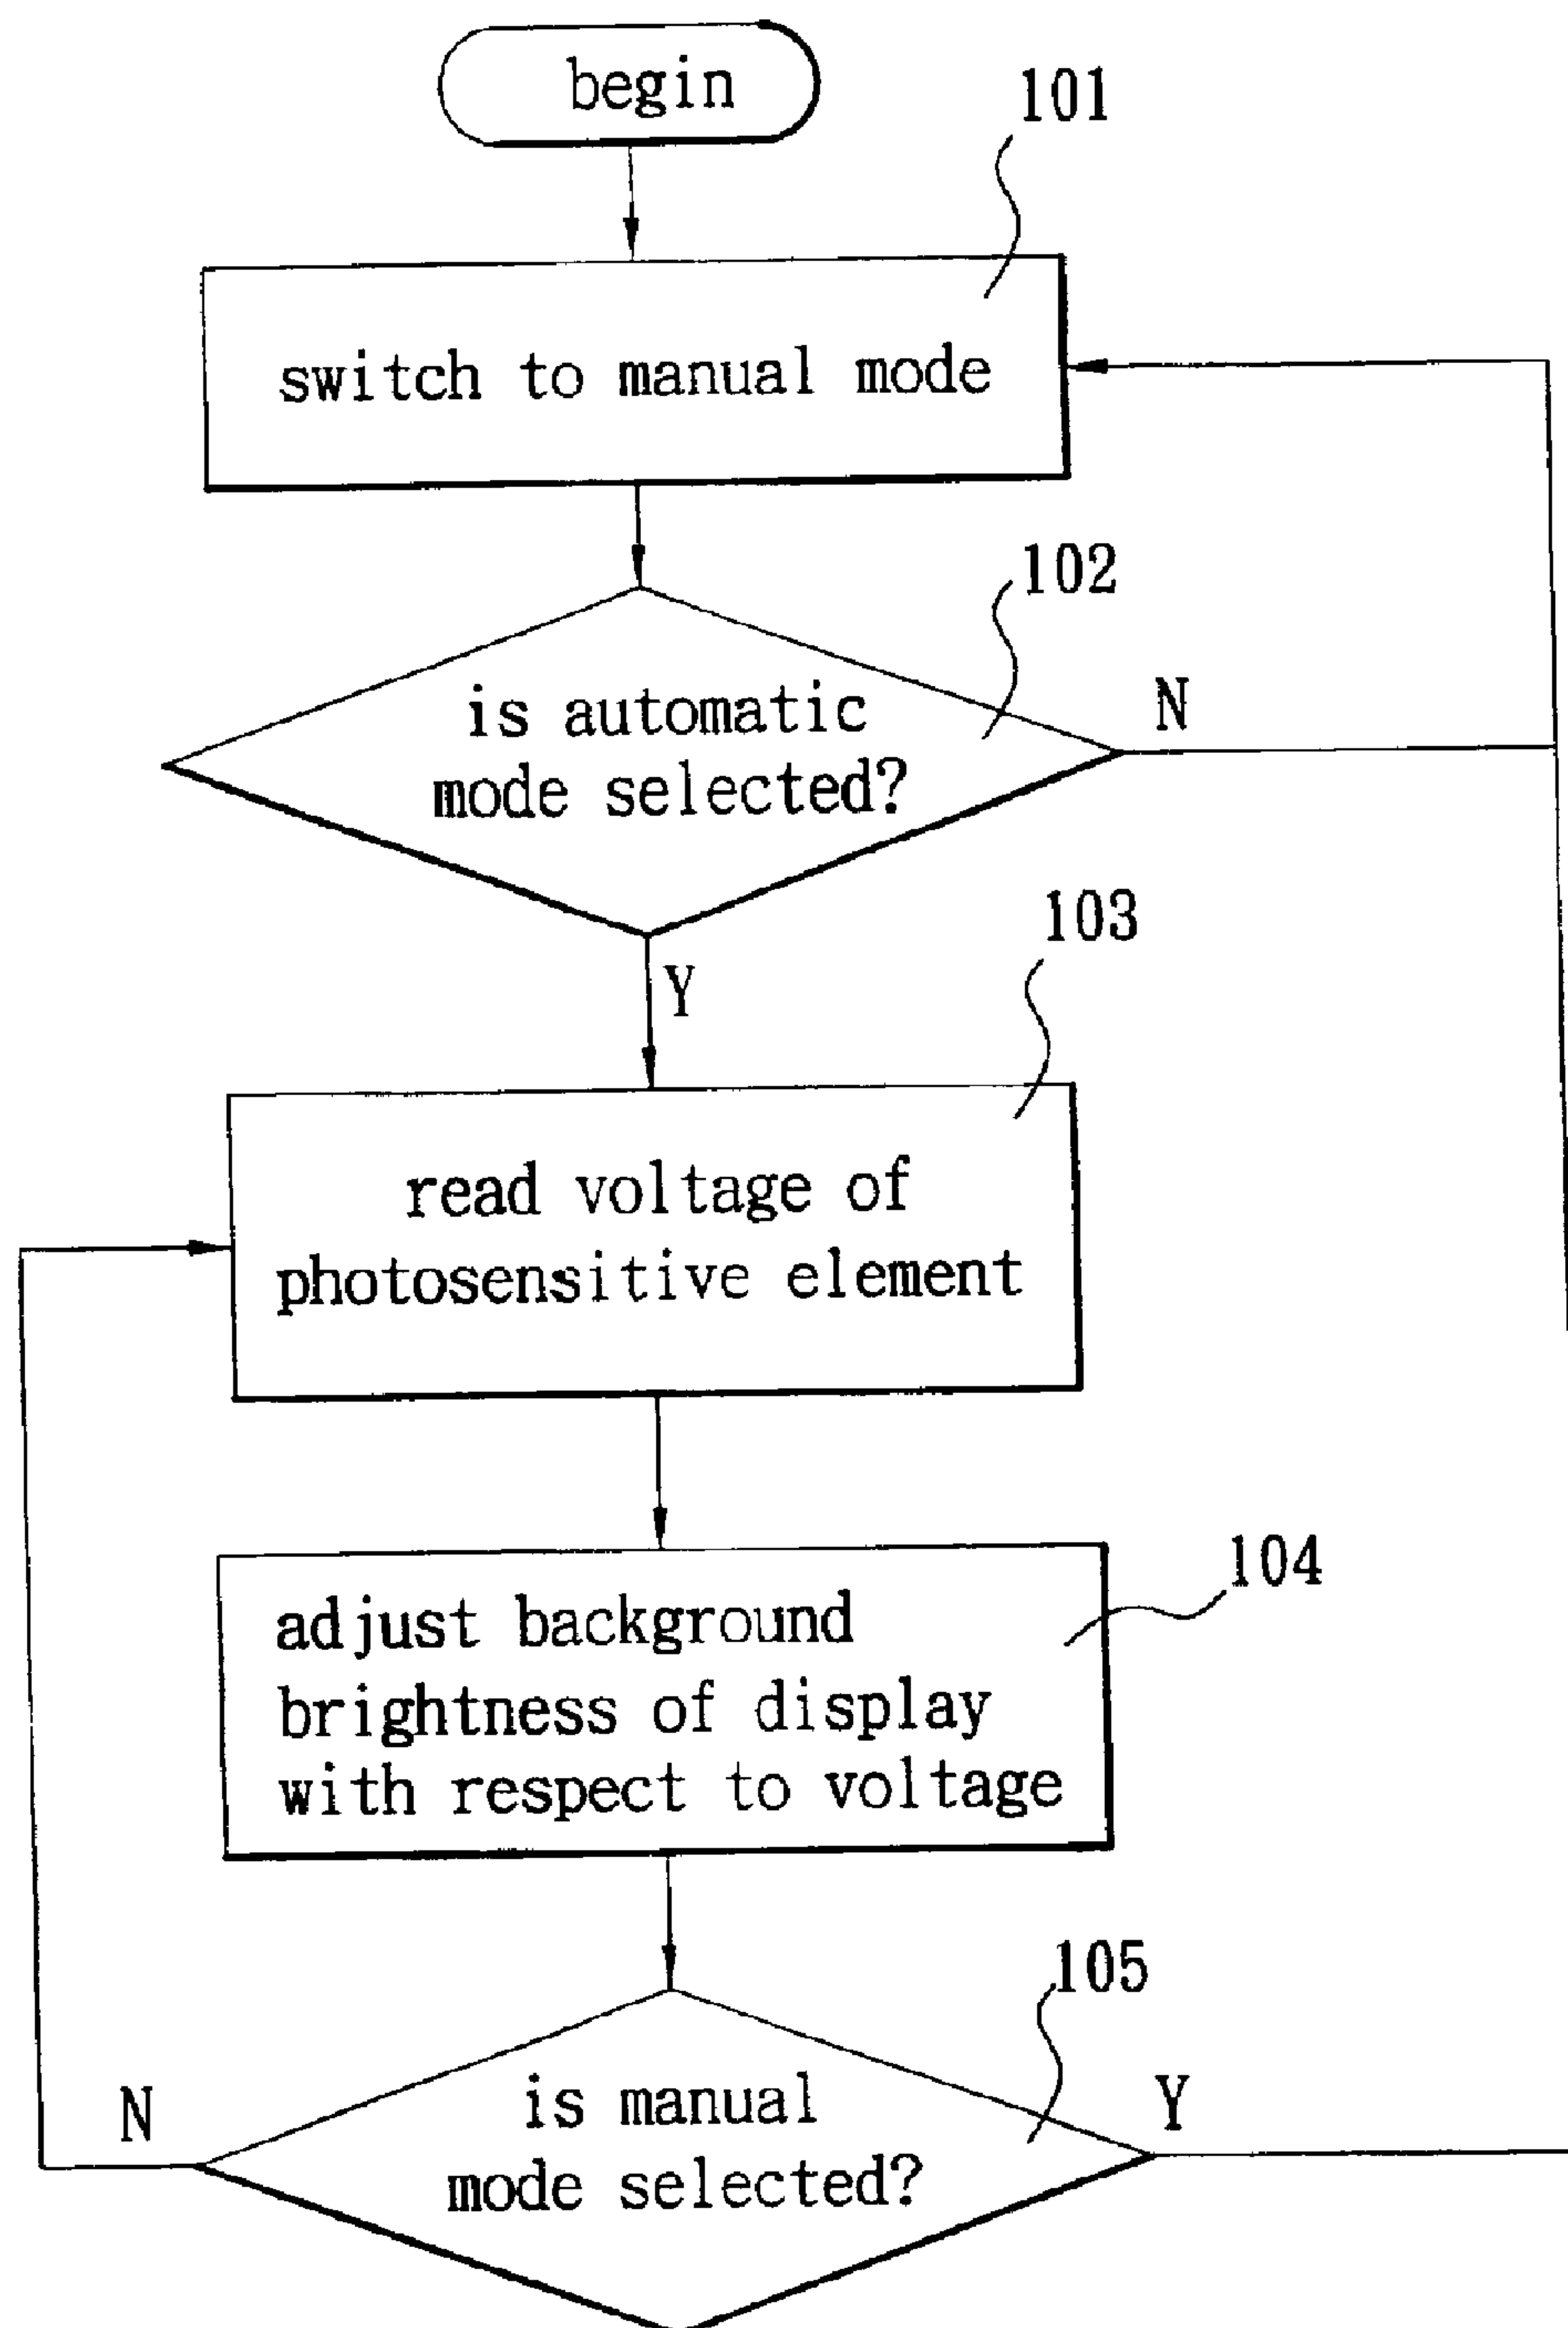 begin
101
switch to manual mode
102
is automatic
mode selected?
N
Y
103
read voltage of
photosensitive element
104
adjust background
brightness of display
with respect to voltage
105
is manual
mode selected?
N
Y